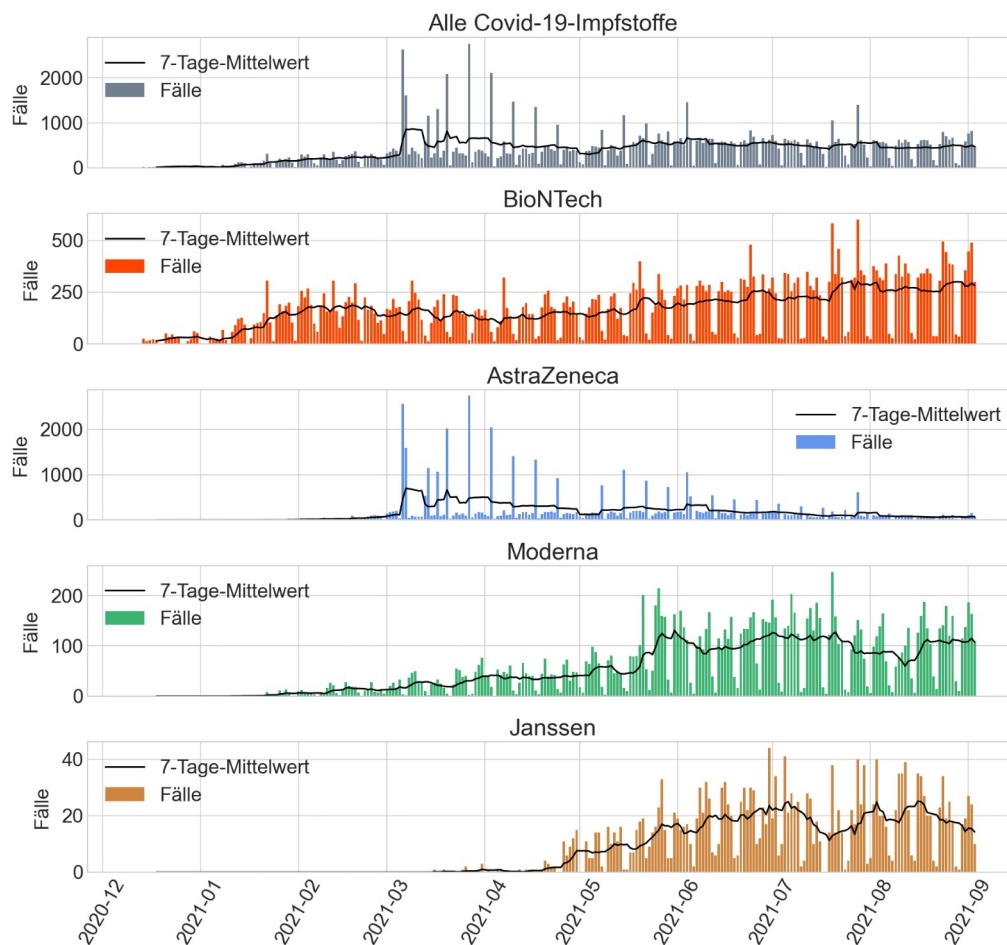 Alle Covid-19-Impfstoffe
Fälle
2000
1000
0
7-Tage-Mittelwert
Fälle
BioNTech
Fälle
500
250
0
7-Tage-Mittelwert
Fälle
AstraZeneca
Fälle
2000
1000
0
7-Tage-Mittelwert
Fälle
Moderna
Fälle
200
100
0
7-Tage-Mittelwert
Fälle
Janssen
Fälle
40
20
0
7-Tage-Mittelwert
Fälle
2020-12
2021-01
2021-02
2021-03
2021-04
2021-05
2021-06
2021-07
2021-08
2021-09